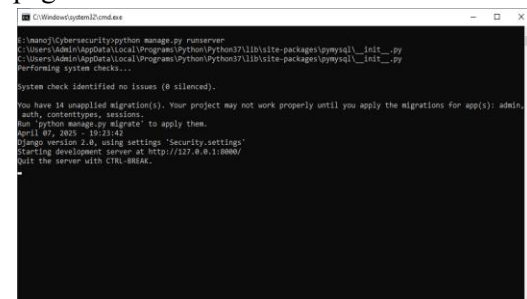 C:\Windows\system32\cmd.exe
E:\manoj\Cybersecurity>python manage.py runserver
C:\Users\Admin\AppData\Local\Programs\Python\Python37\lib\site-packages\pymysql\__init__.py
C:\Users\Admin\AppData\Local\Programs\Python\Python37\lib\site-packages\pymysql\__init__.py
Performing system checks...
System check identified no issues (0 silenced).
You have 14 unapplied migration(s). Your project may not work properly until you apply the migrations for app(s): admin,
auth, contenttypes, sessions.
Run 'python manage.py migrate' to apply them.
April 07, 2025 - 19:23:42
Django version 2.0, using settings 'Security.settings'
Starting development server at http://127.0.0.1:8000/
Quit the server with CTRL-BREAK.